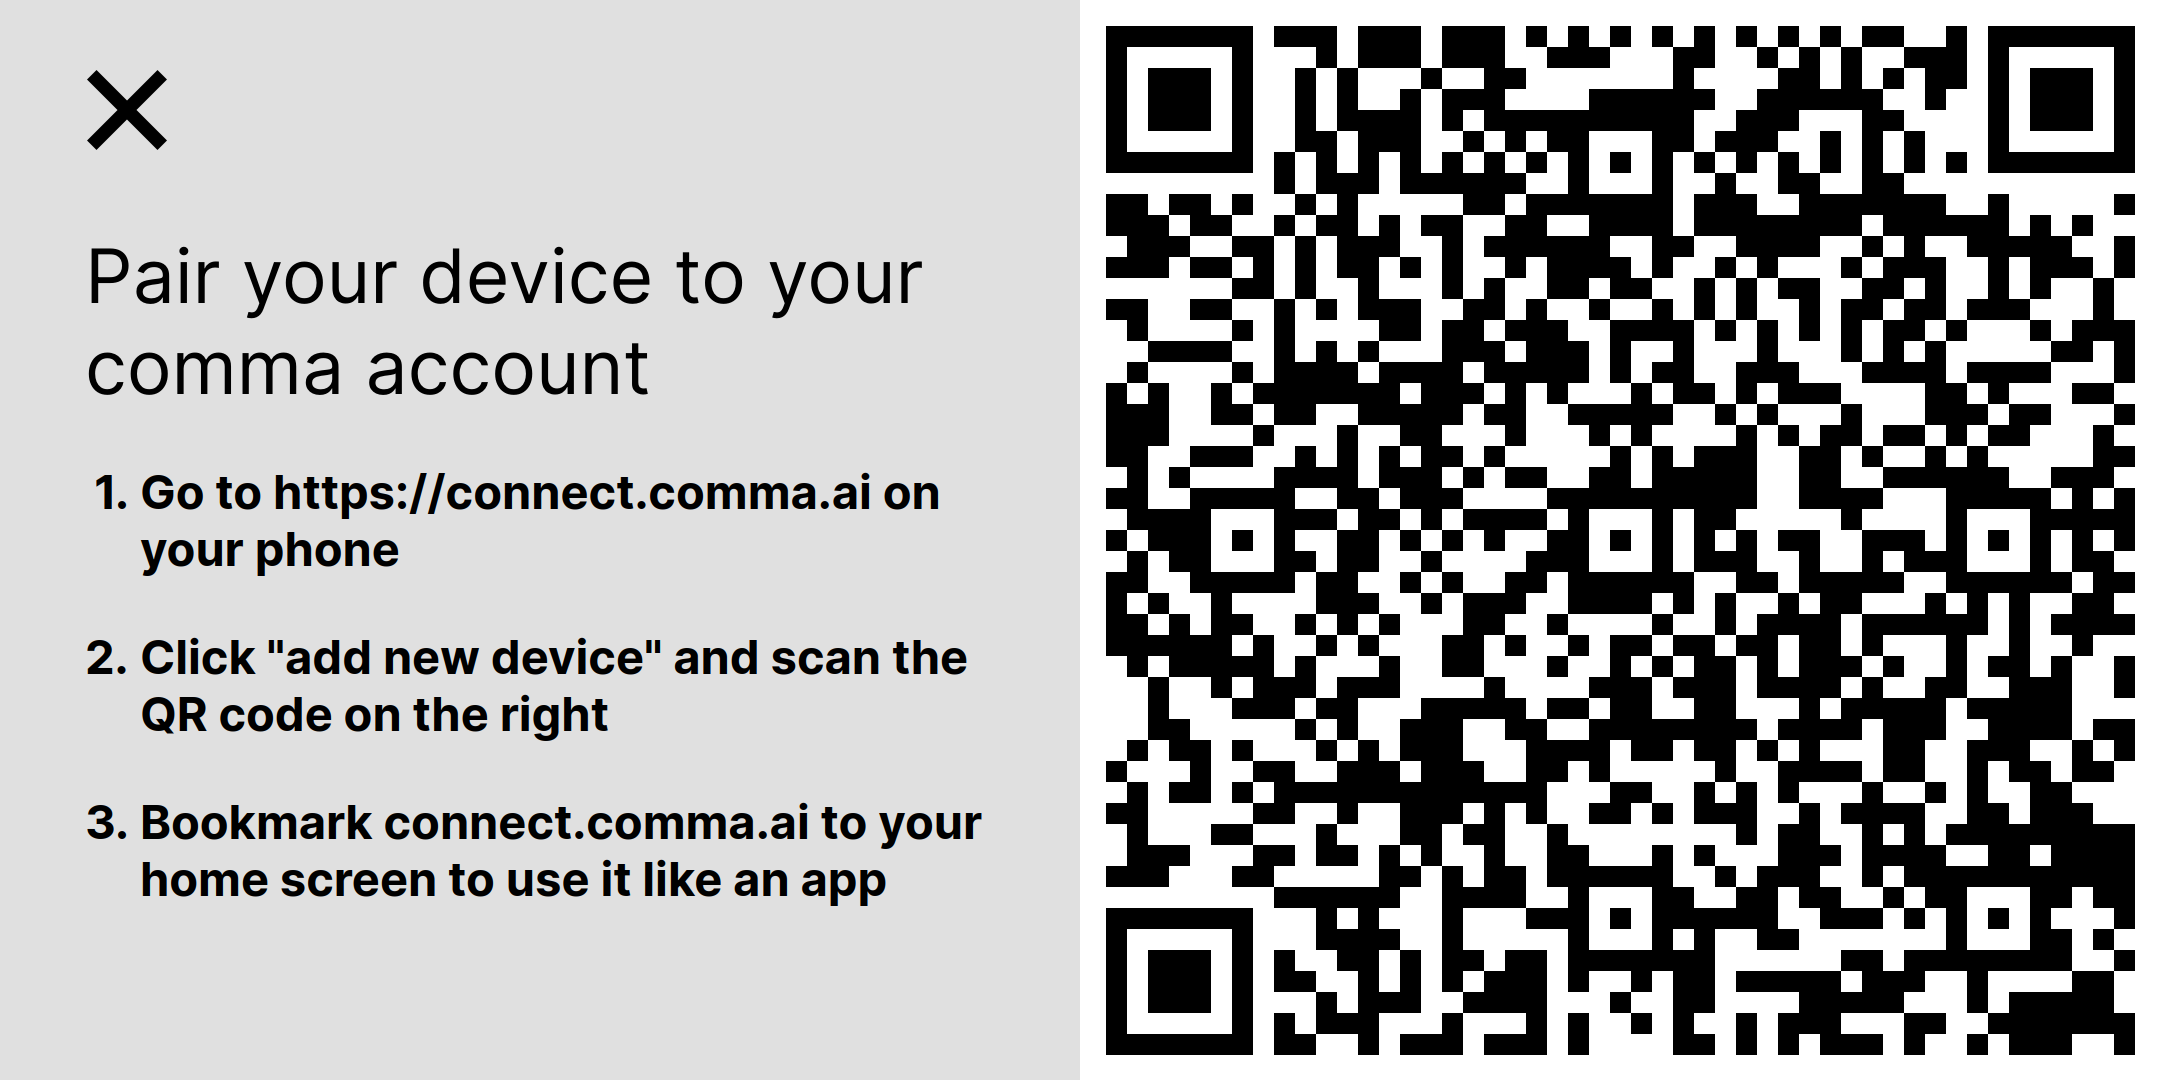 Pair your device to your
comma account
1. Go to https://connect.comma.ai on
your phone
2. Click "add new device" and scan the
QR code on the right
3. Bookmark connect.comma.ai to your
home screen to use it like an app